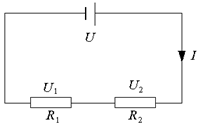 U
I
U₁ U₂
R₁ R₂